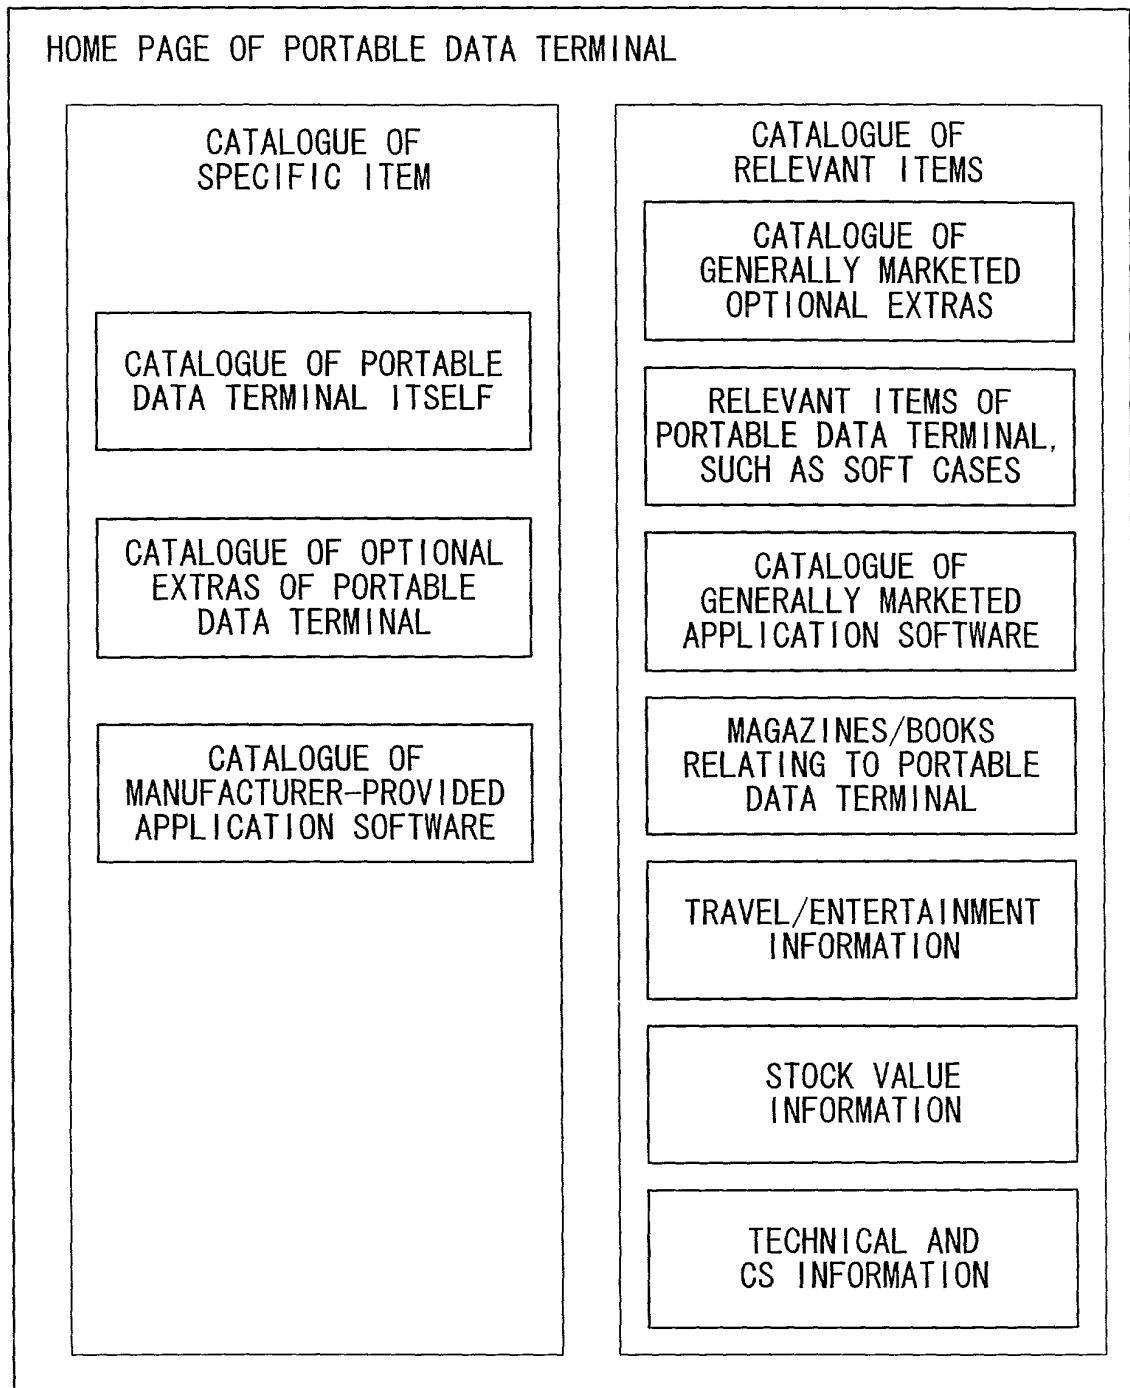 HOME PAGE OF PORTABLE DATA TERMINAL
CATALOGUE OF
SPECIFIC ITEM
CATALOGUE OF PORTABLE
DATA TERMINAL ITSELF
CATALOGUE OF OPTIONAL
EXTRAS OF PORTABLE
DATA TERMINAL
CATALOGUE OF
MANUFACTURER-PROVIDED
APPLICATION SOFTWARE
CATALOGUE OF
RELEVANT ITEMS
CATALOGUE OF
GENERALLY MARKETED
OPTIONAL EXTRAS
RELEVANT ITEMS OF
PORTABLE DATA TERMINAL,
SUCH AS SOFT CASES
CATALOGUE OF
GENERALLY MARKETED
APPLICATION SOFTWARE
MAGAZINES/BOOKS
RELATING TO PORTABLE
DATA TERMINAL
TRAVEL/ENTERTAINMENT
INFORMATION
STOCK VALUE
INFORMATION
TECHNICAL AND
CS INFORMATION